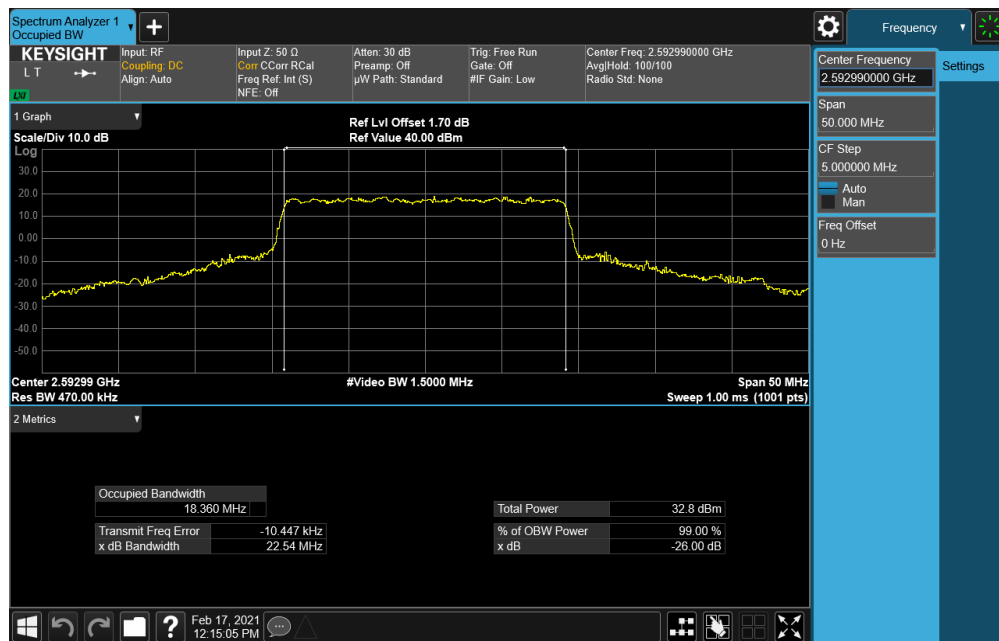 Spectrum Analyzer 1
Occupied BW
Frequency
KEYSIGHT
L T
LXI
Input: RF
Coupling: DC
Align: Auto
Input Z: 50 Ω
Corr CCorr RCal
Freq Ref: Int (S)
NFE: Off
Atten: 30 dB
Preamp: Off
µW Path: Standard
Trig: Free Run
Gate: Off
#IF Gain: Low
Center Freq: 2.592990000 GHz
Avg|Hold: 100/100
Radio Std: None
Center Frequency
2.592990000 GHz
Settings
Span
50.000 MHz
CF Step
5.000000 MHz
Auto
Man
Freq Offset
0 Hz
1 Graph
Scale/Div 10.0 dB
Ref Lvl Offset 1.70 dB
Ref Value 40.00 dBm
Log
30.0
20.0
10.0
0.00
-10.0
-20.0
-30.0
-40.0
-50.0
Center 2.59299 GHz
#Video BW 1.5000 MHz
Span 50 MHz
Res BW 470.00 kHz
Sweep 1.00 ms (1001 pts)
2 Metrics
Occupied Bandwidth
18.360 MHz
Total Power 32.8 dBm
Transmit Freq Error -10.447 kHz
% of OBW Power 99.00 %
x dB Bandwidth 22.54 MHz
x dB -26.00 dB
?
Feb 17, 2021
12:15:05 PM